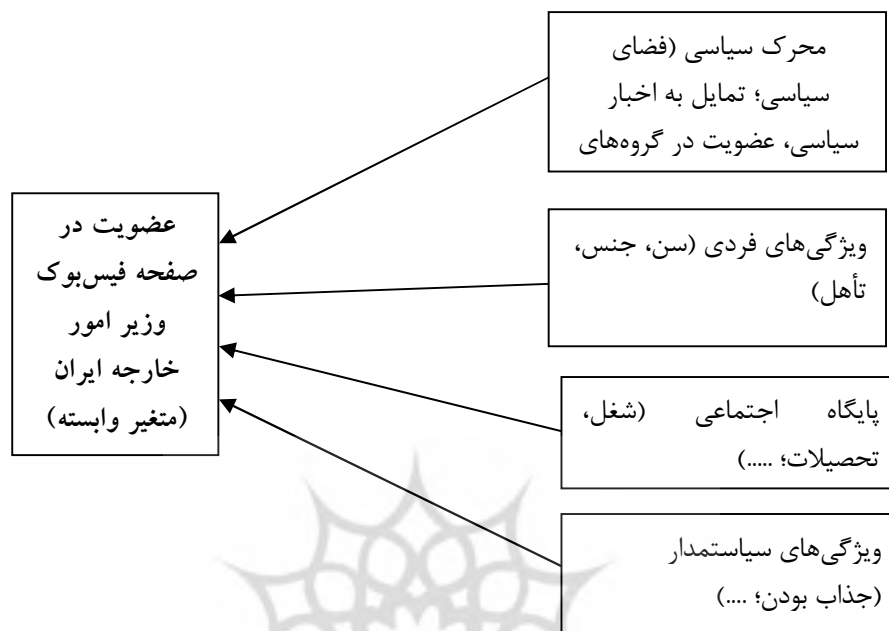 محرک سیاسی (فضای
سیاسی؛ تمایل به اخبار
سیاسی، عضویت در گروه‌های
ویژگی‌های فردی (سن، جنس،
تأهل)
پایگاه اجتماعی (شغل،
تحصیلات؛ .....)
ویژگی‌های سیاستمدار
(جذاب بودن؛ ....)
عضویت در
صفحه فیس‌بوک
وزیر امور
خارجه ایران
(متغیر وابسته)